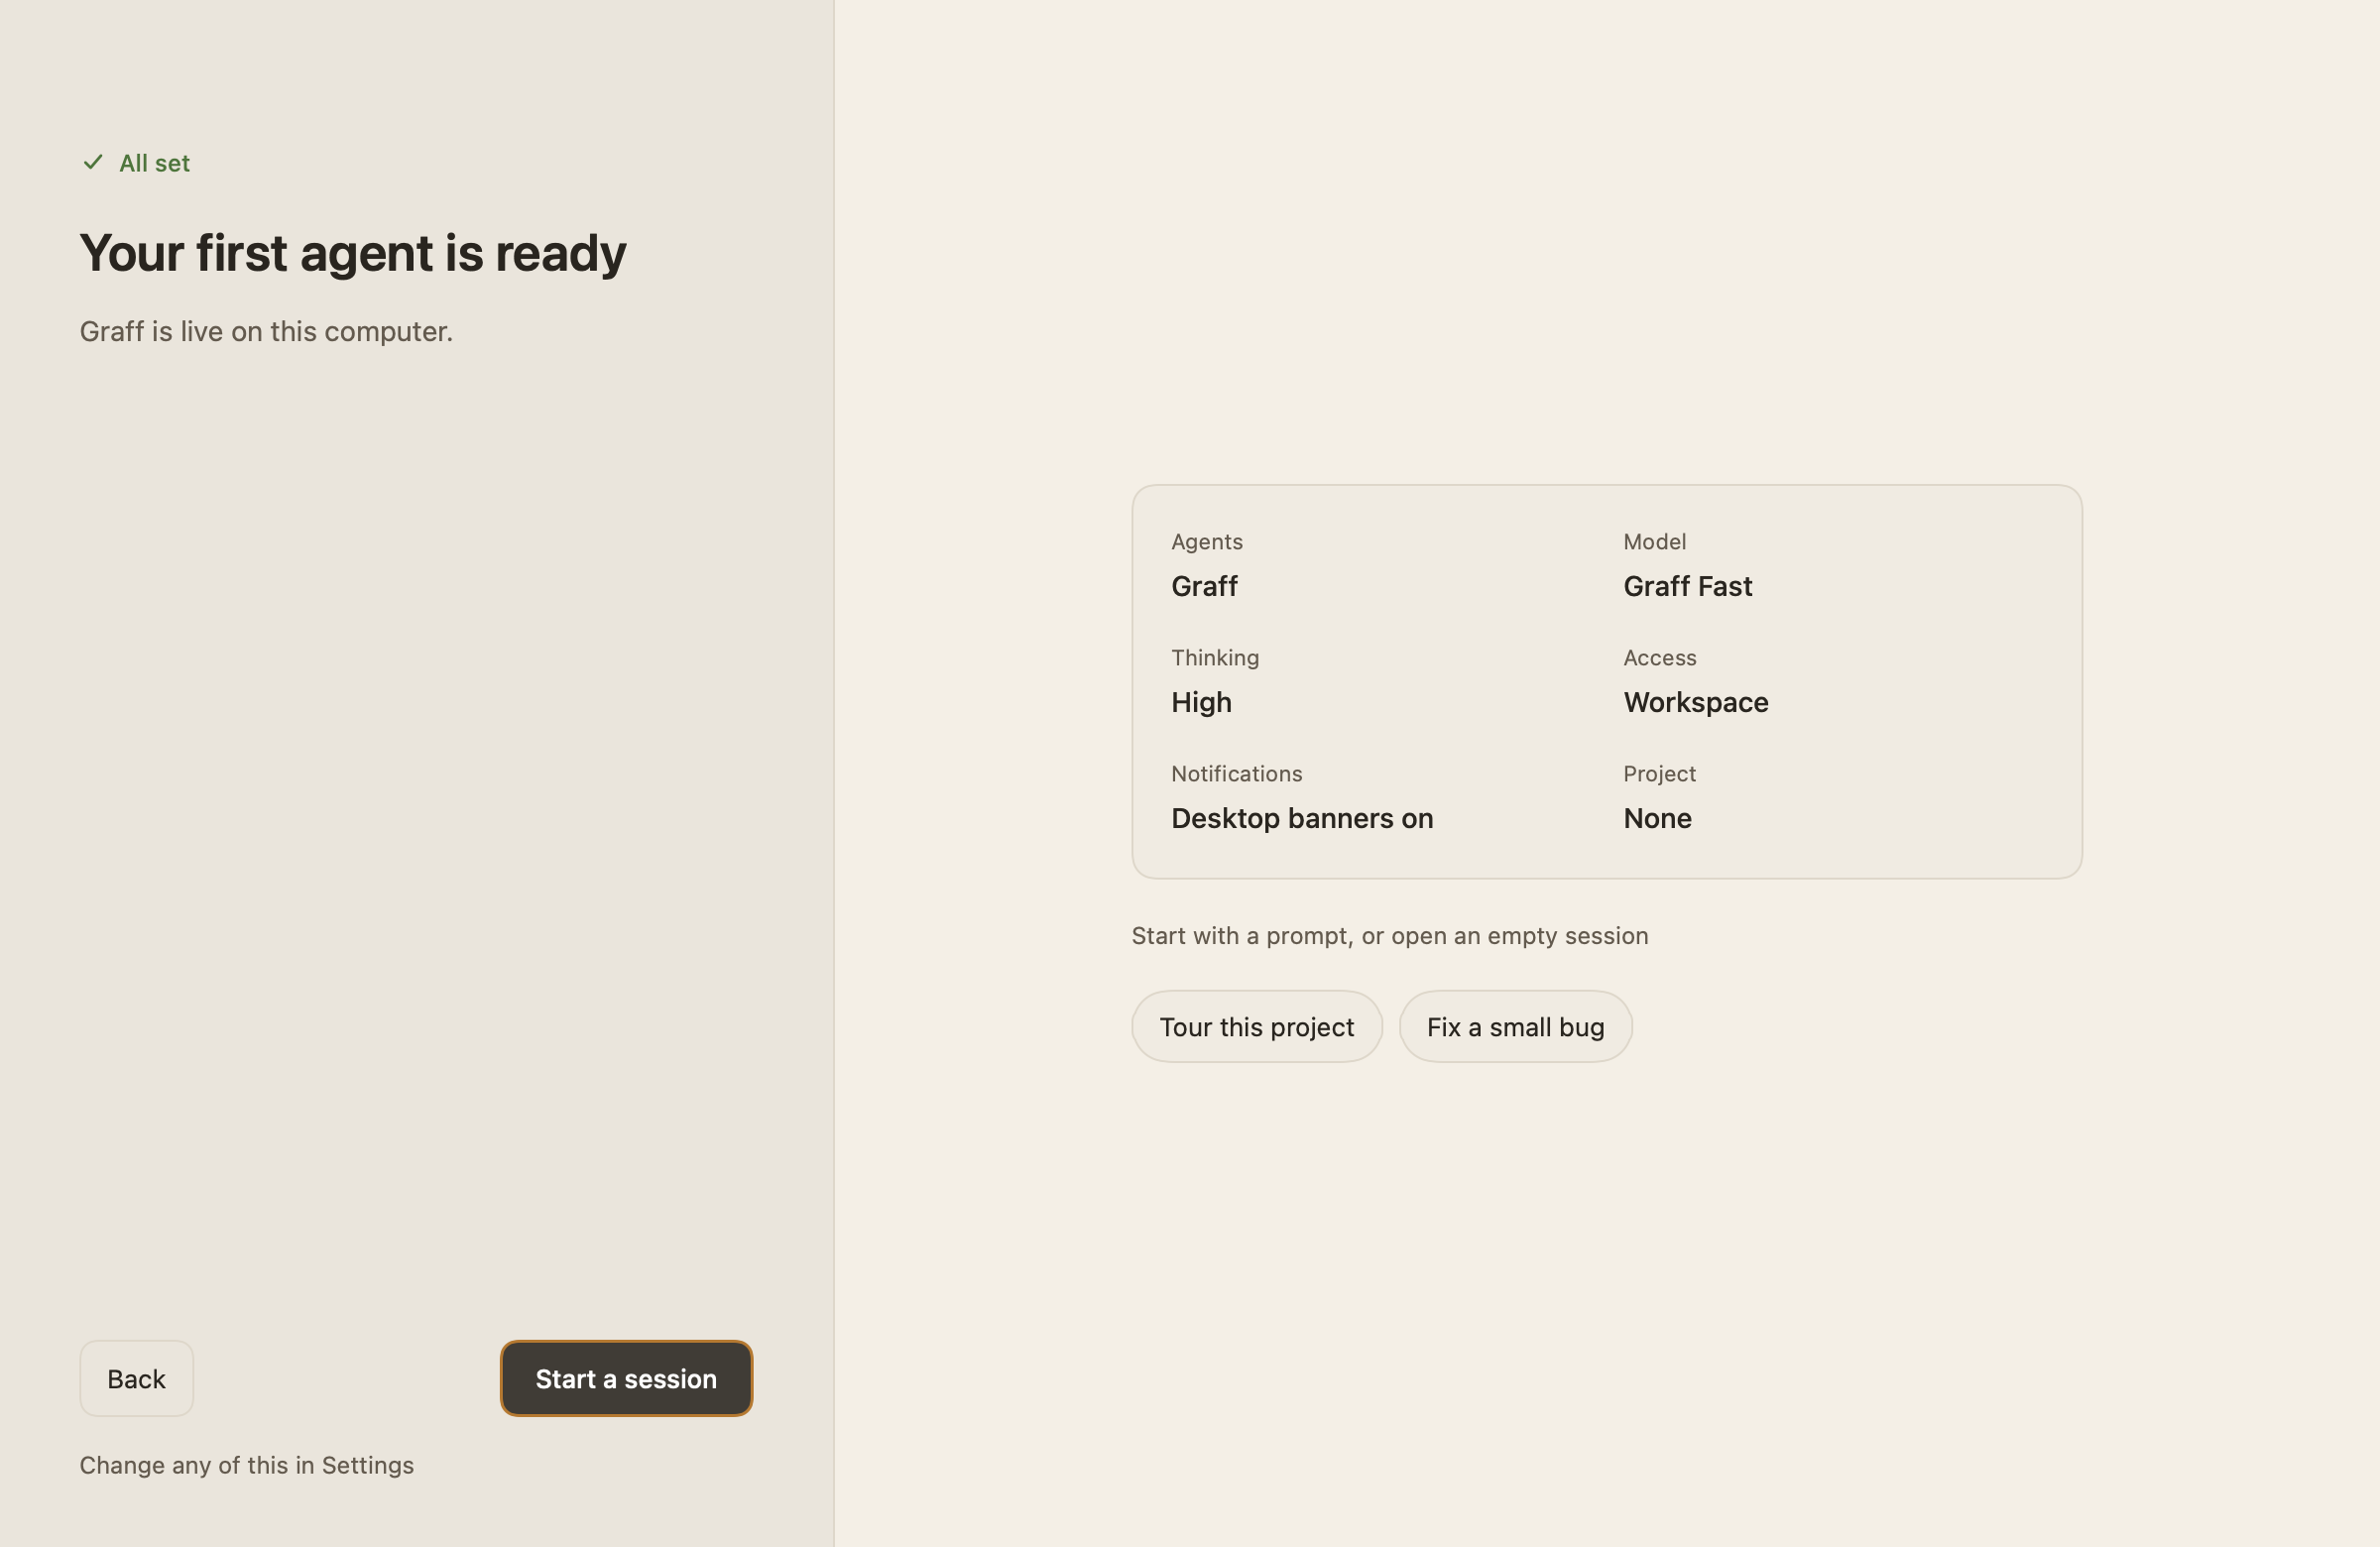 All set
Your first agent is ready
Graff is live on this computer.
Agents
Graff
Model
Graff Fast
Thinking
High
Access
Workspace
Notifications
Desktop banners on
Project
None
Start with a prompt, or open an empty session
Tour this project
Fix a small bug
Back
Start a session
Change any of this in Settings